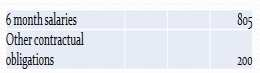 6 month salaries 805
Other contractual
obligations 200